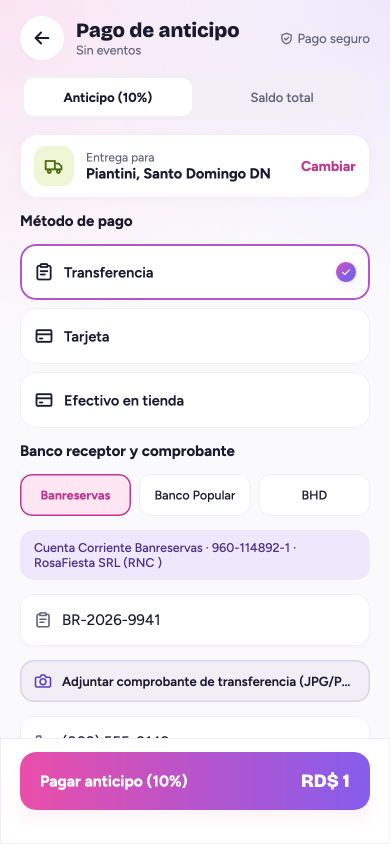 Pago de anticipo
Sin eventos
Pago seguro
Anticipo (10%)
Saldo total
Entrega para
Piantini, Santo Domingo DN
Cambiar
Método de pago
Transferencia
Tarjeta
Efectivo en tienda
Banco receptor y comprobante
Banreservas
Banco Popular
BHD
Cuenta Corriente Banreservas · 960-114892-1 ·
RosaFiesta SRL (RNC )
BR-2026-9941
Adjuntar comprobante de transferencia (JPG/P...
Pagar anticipo (10%)
RD$ 1